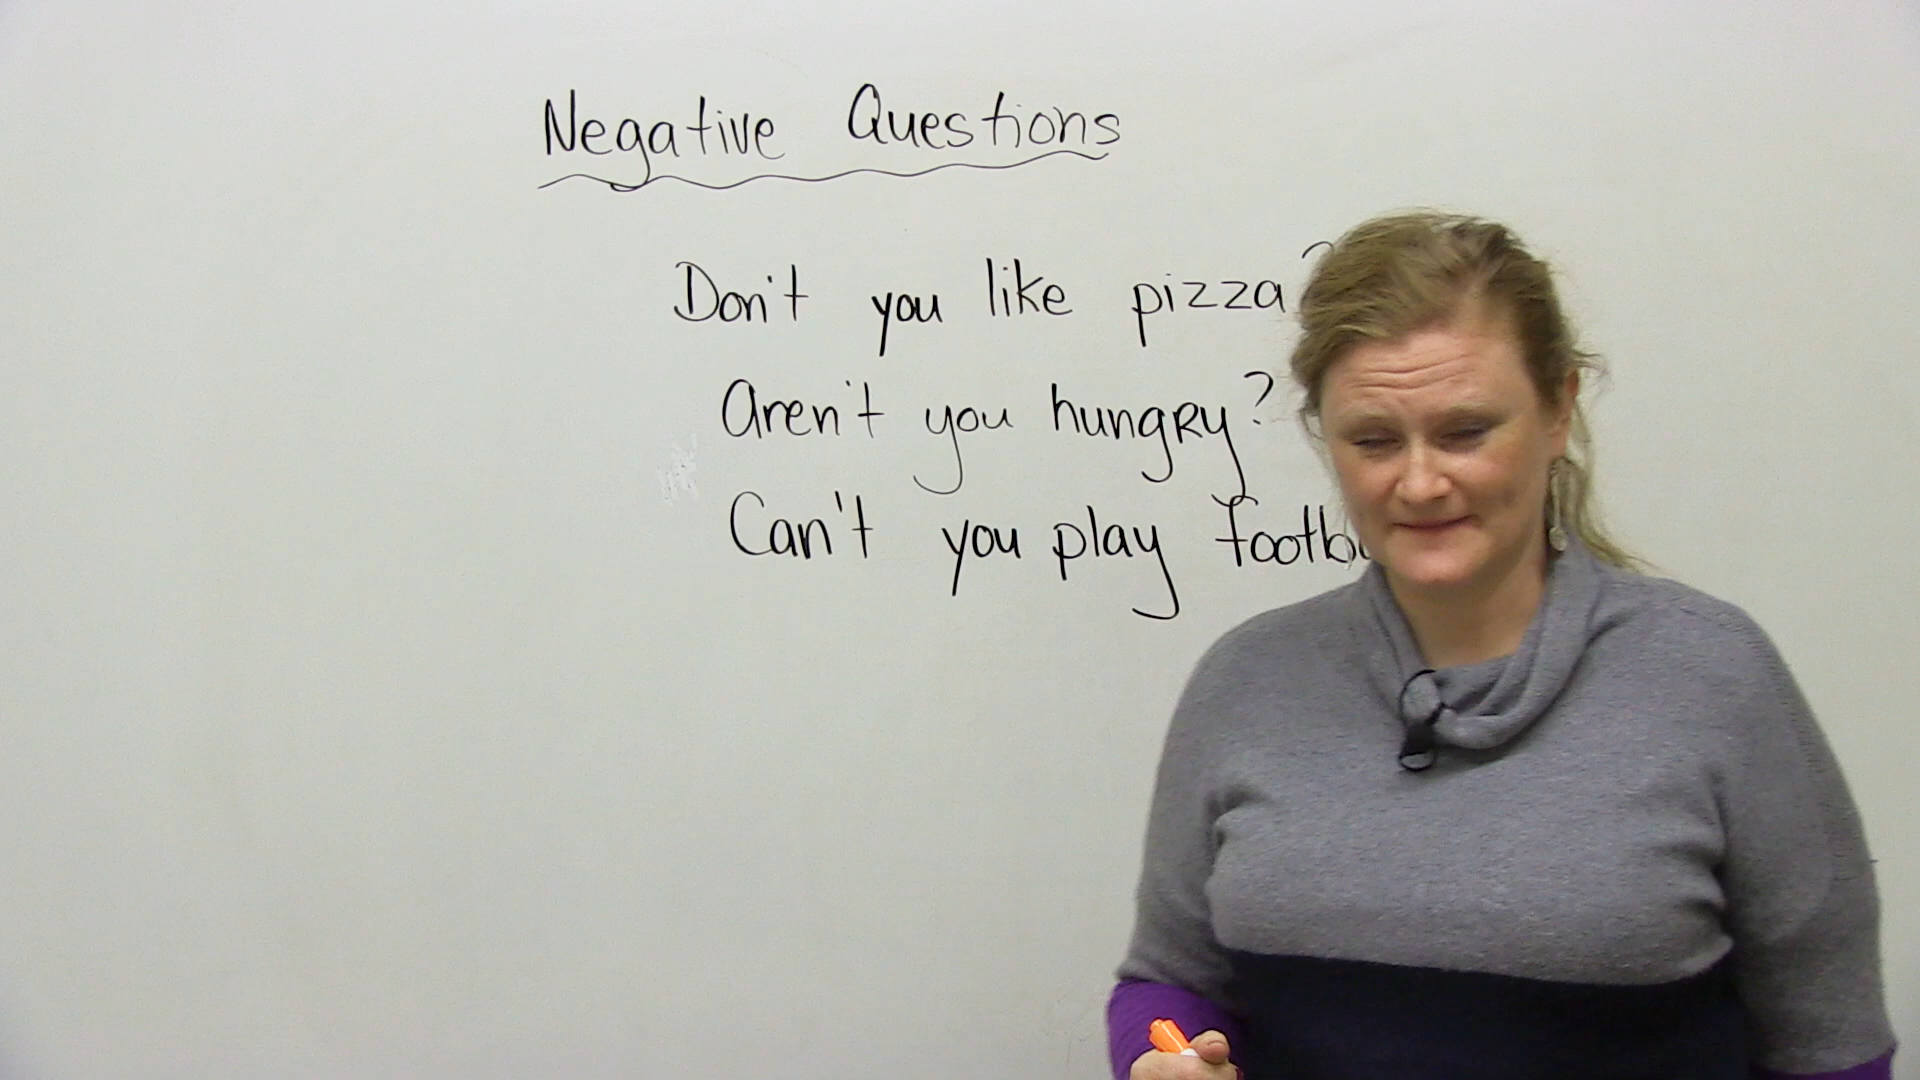 Negative Questions
Don't you like pizza?
Aren't you hungry?
Can't you play